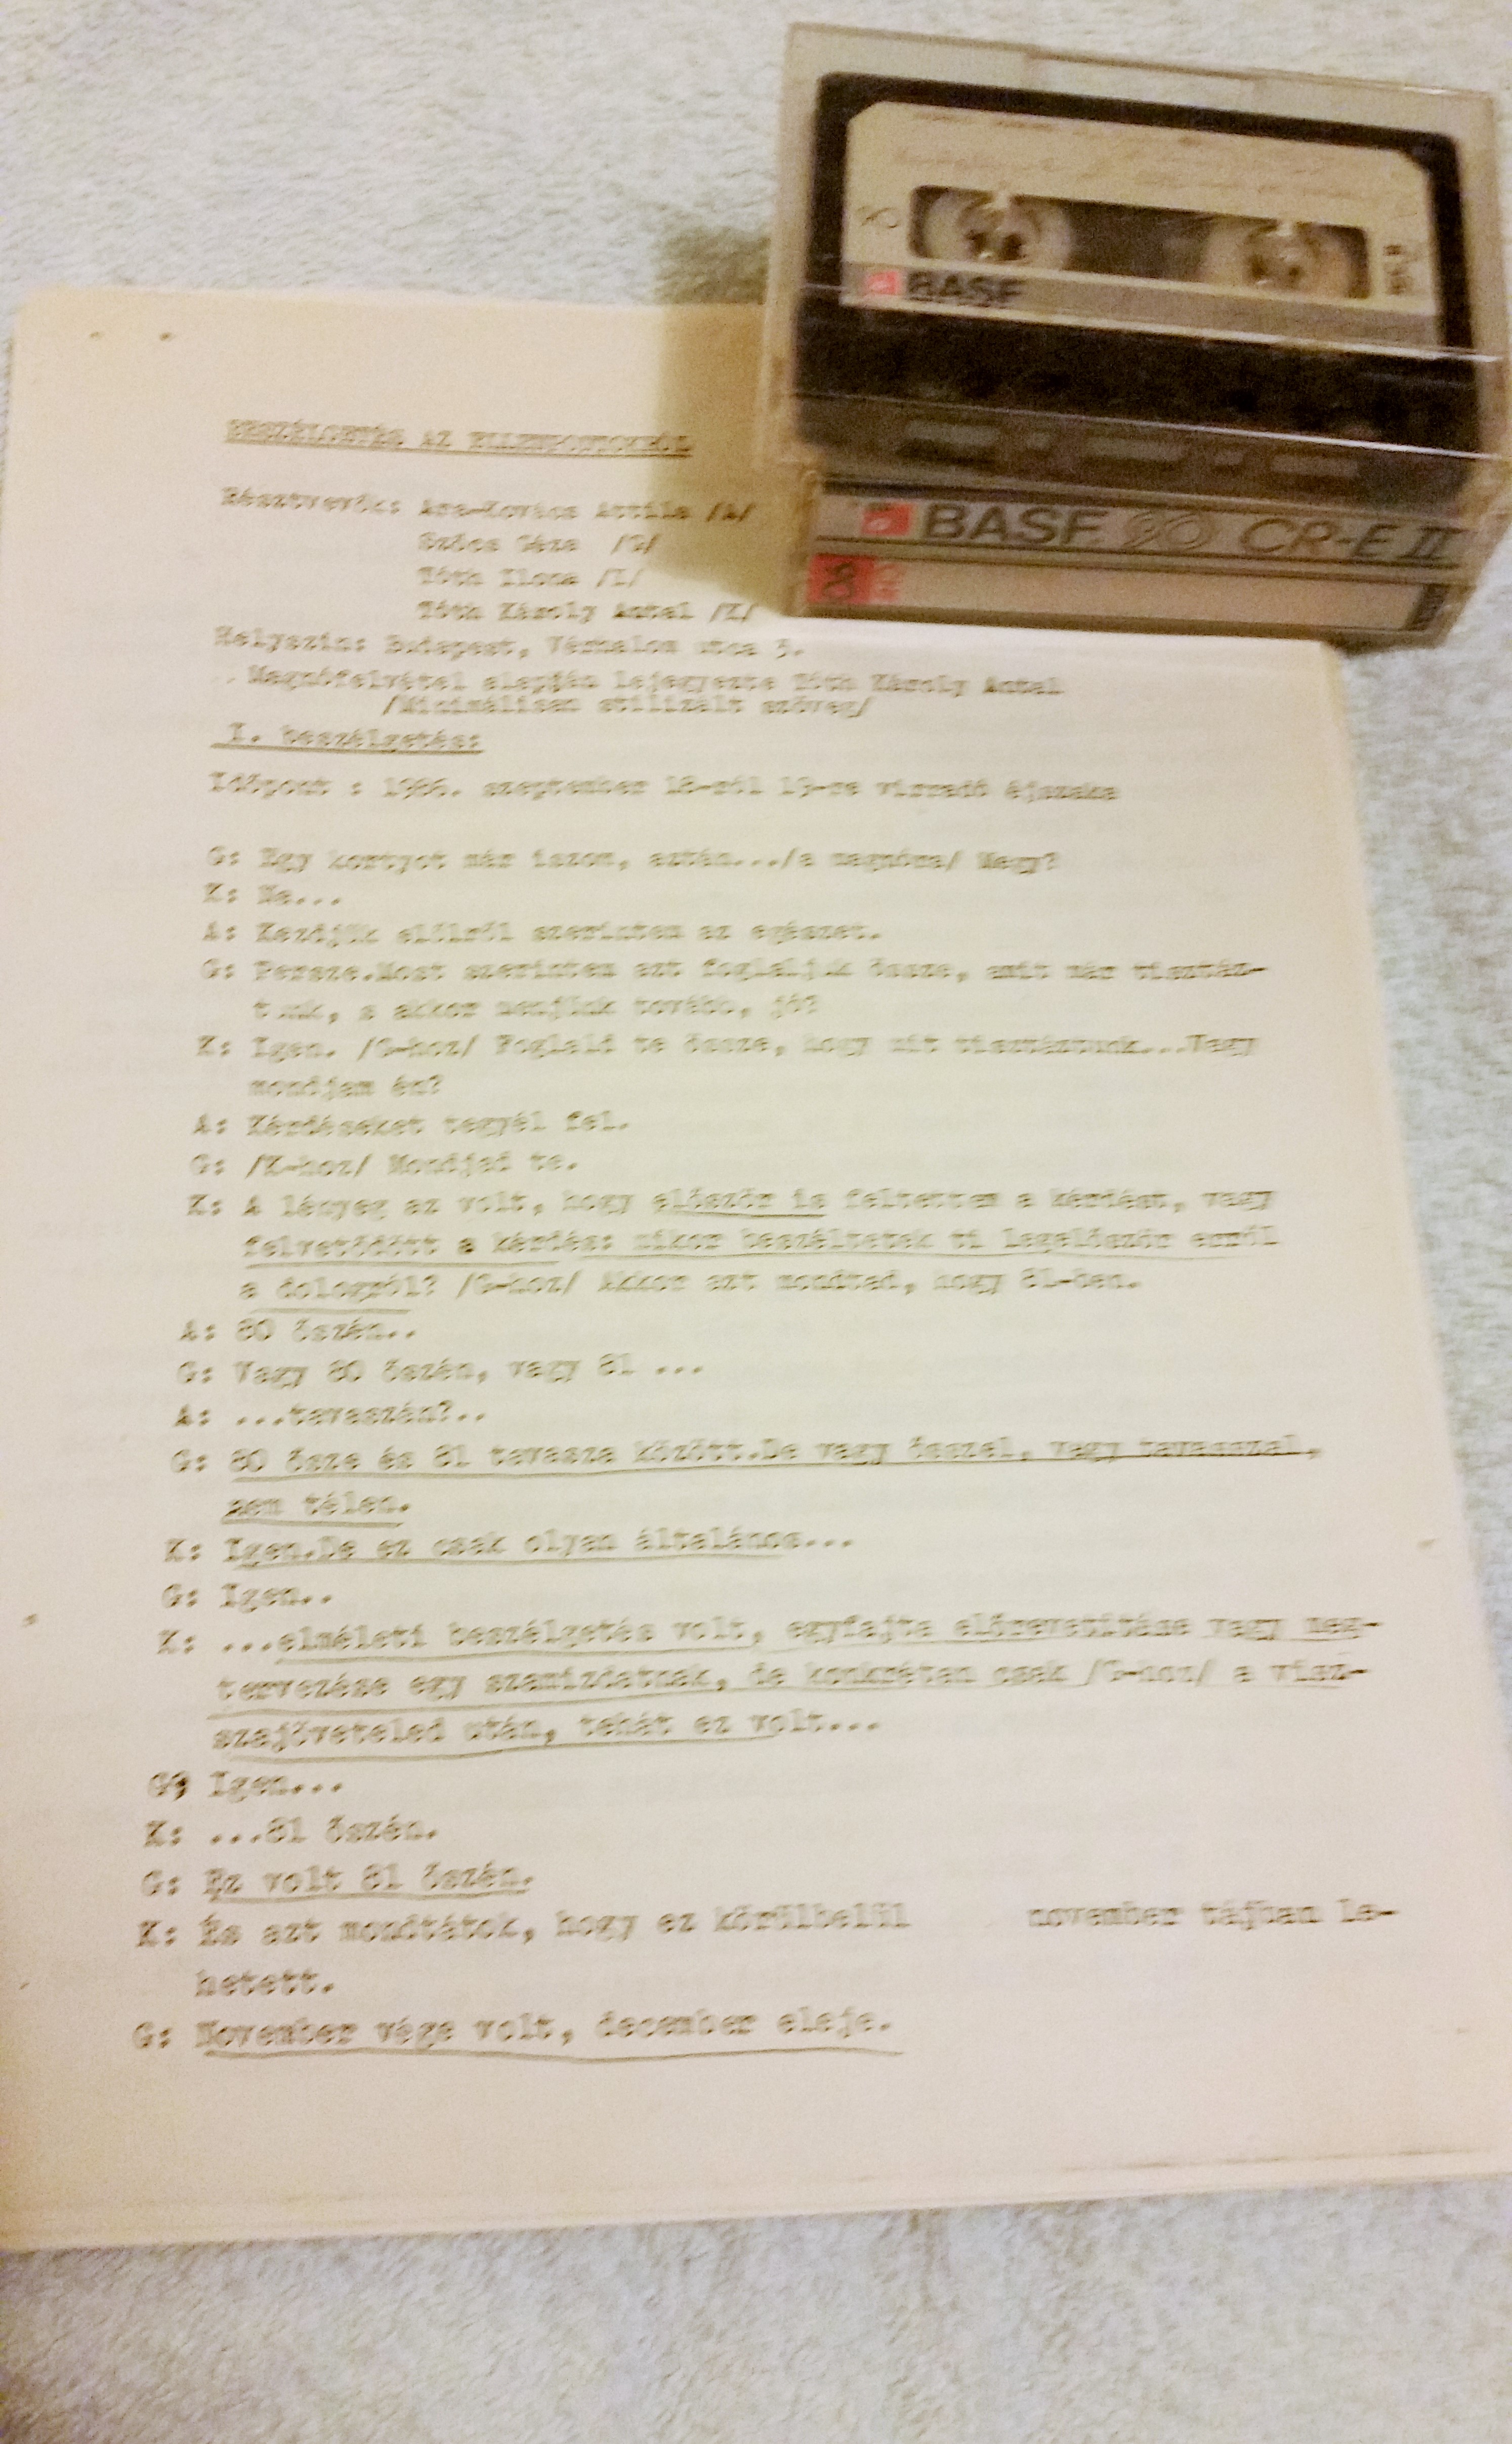 BESZÉLGETÉS AZ ELLENPONTOKRÓL
Résztvevők: Ara-Kovács Attila /A/
Szőcs Géza /G/
Tóth Ilona /I/
Tóth Károly Antal /K/
Helyszín: Budapest, Várhalom utca 5.
Magnófelvétel alapján lejegyezte Tóth Károly Antal
/Minimálisan stilizált szöveg/
I. beszélgetés:
Időpont : 1986. szeptember 18-ról 19-re virradó éjszaka
G: Egy kortyot már iszom, aztán.../a magnóra/ Megy?
K: Na...
A: Kezdjük elölről szerintem az egészet.
G: Persze.Most szerintem azt foglaljuk össze, amit már tisztáz-
tunk, s akkor menjünk tovább, jó?
K: Igen. /G-hoz/ Foglald te össze, hogy mit tisztáztunk...Vagy
mondjam én?
A: Kérdéseket tegyél fel.
G: /K-hoz/ Mondjad te.
K: A lényeg az volt, hogy először is feltettem a kérdést, vagy
felvetődött a kérdés: mikor beszéltetek ti legelőször erről
a dologról? /G-hoz/ Akkor azt mondtad, hogy 81-ben.
A: 80 őszén..
G: Vagy 80 őszén, vagy 81 ...
A: ...tavaszán?..
G: 80 ősze és 81 tavasza között.De vagy ősszel, vagy tavasszal,
nem télen.
K: Igen.De ez csak olyan általános...
G: Igen..
K: ...elméleti beszélgetés volt, egyfajta előrevetítése vagy meg-
tervezése egy szamizdatnak, de konkrétan csak /G-hoz/ a visz-
szajöveteled után, tehát ez volt...
G? Igen...
K: ...81 őszén.
G: Ez volt 81 őszén.
K: És azt mondtátok, hogy ez körülbelül november tájban le-
hetett.
G: November vége volt, december eleje.
90
BASF
BASF 90 CR-E II
8